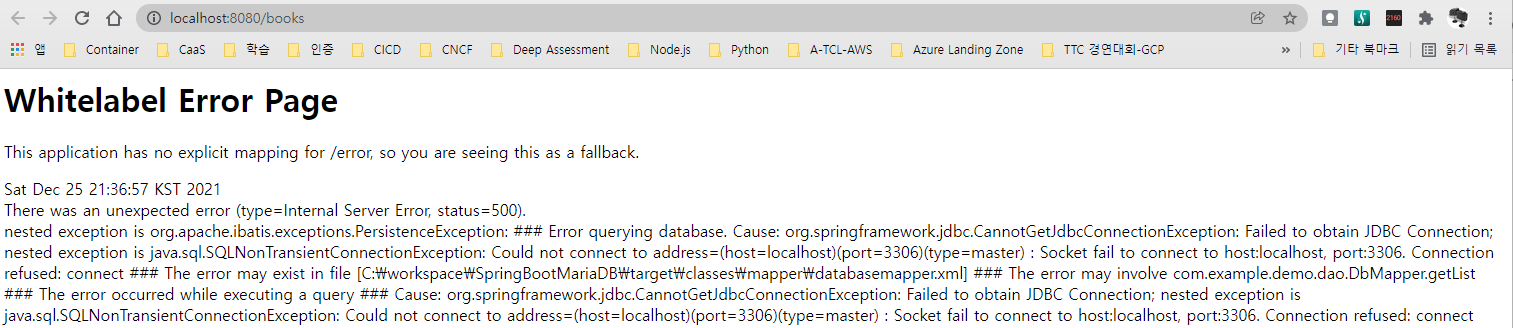 localhost:8080/books
2160
앱 Container CaaS 학습 인증 CICD CNCF Deep Assessment Node.js Python A-TCL-AWS Azure Landing Zone TTC 경연대회-GCP » 기타 북마크 읽기 목록
Whitelabel Error Page
This application has no explicit mapping for /error, so you are seeing this as a fallback.
Sat Dec 25 21:36:57 KST 2021
There was an unexpected error (type=Internal Server Error, status=500).
nested exception is org.apache.ibatis.exceptions.PersistenceException: ### Error querying database. Cause: org.springframework.jdbc.CannotGetJdbcConnectionException: Failed to obtain JDBC Connection;
nested exception is java.sql.SQLNonTransientConnectionException: Could not connect to address=(host=localhost)(port=3306)(type=master) : Socket fail to connect to host:localhost, port:3306. Connection
refused: connect ### The error may exist in file [C:₩workspace₩SpringBootMariaDB₩target₩classes₩mapper₩databasemapper.xml] ### The error may involve com.example.demo.dao.DbMapper.getList
### The error occurred while executing a query ### Cause: org.springframework.jdbc.CannotGetJdbcConnectionException: Failed to obtain JDBC Connection; nested exception is
java.sql.SQLNonTransientConnectionException: Could not connect to address=(host=localhost)(port=3306)(type=master) : Socket fail to connect to host:localhost, port:3306. Connection refused: connect